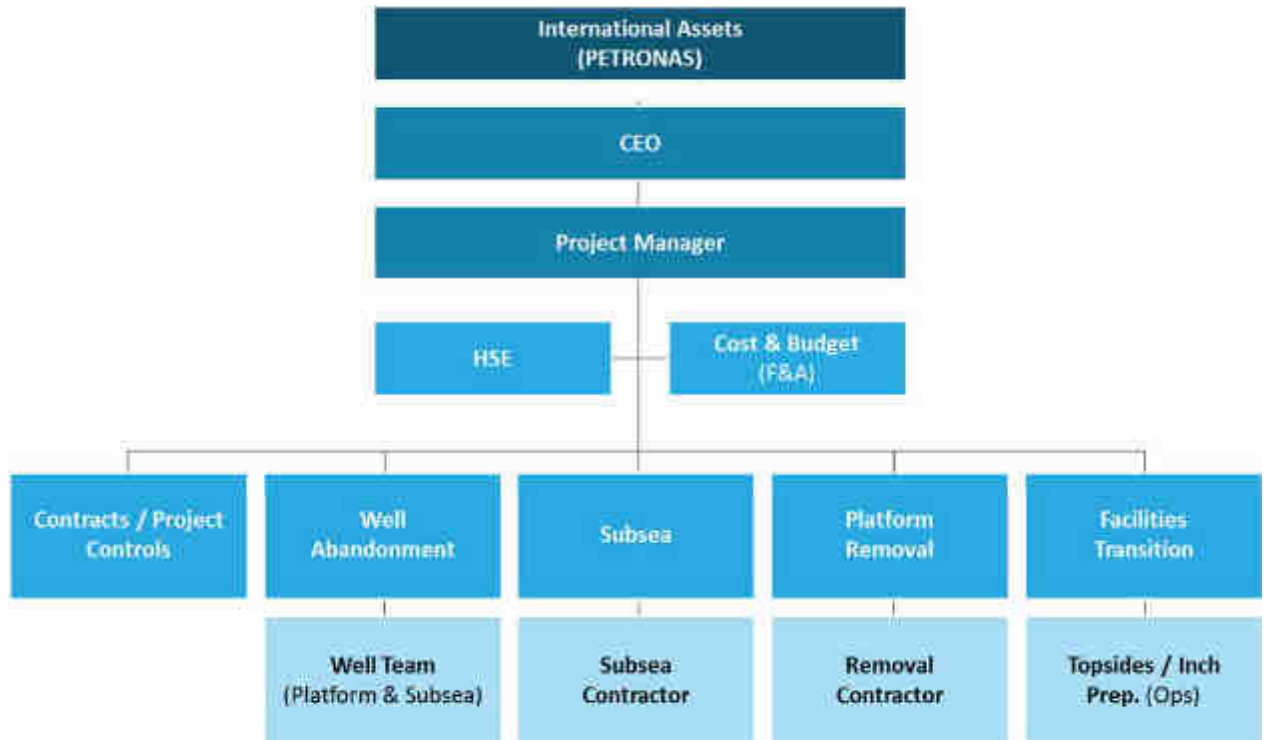 International Assets
(PETRONAS)
CEO
Project Manager
HSE
Cost & Budget
(F&A)
Contracts / Project
Controls
Well
Abandonment
Subsea
Platform
Removal
Facilities
Transition
Well Team
(Platform & Subsea)
Subsea
Contractor
Removal
Contractor
Topsides / Inch
Prep. (Ops)